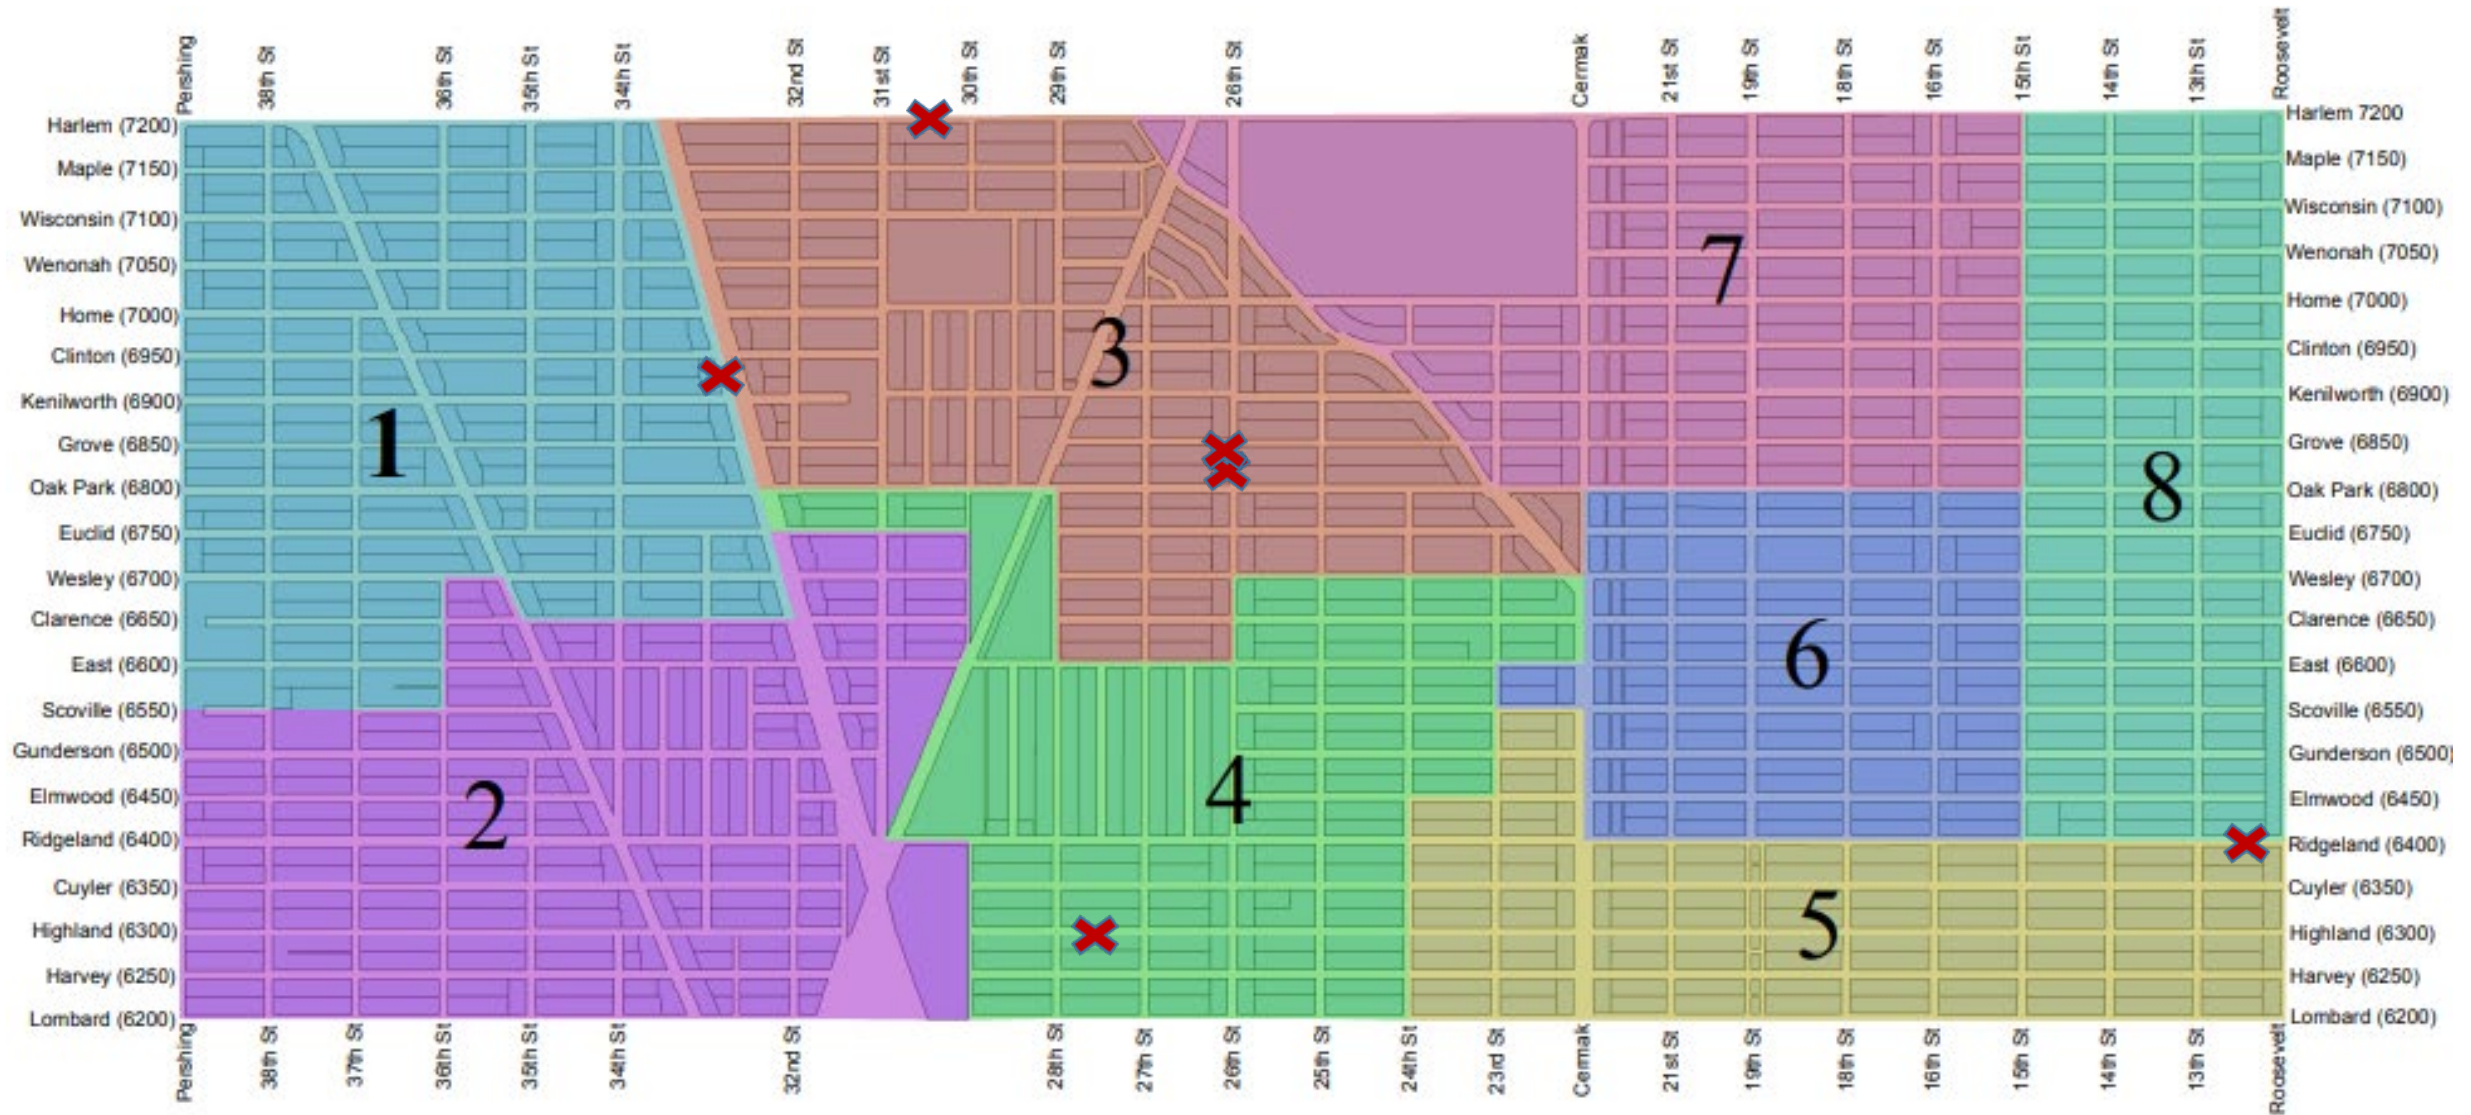 Pershing
38th St
36th St
35th St
34th St
32nd St
31st St
30th St
29th St
26th St
Cermak
21st St
19th St
18th St
16th St
15th St
14th St
13th St
Roosevelt
Harlem (7200)
Maple (7150)
Wisconsin (7100)
Wenonah (7050)
Home (7000)
Clinton (6950)
Kenilworth (6900)
Grove (6850)
Oak Park (6800)
Euclid (6750)
Wesley (6700)
Clarence (6650)
East (6600)
Scoville (6550)
Gunderson (6500)
Elmwood (6450)
Ridgeland (6400)
Cuyler (6350)
Highland (6300)
Harvey (6250)
Lombard (6200)
1
2
3
4
5
6
7
8
Harlem 7200
Maple (7150)
Wisconsin (7100)
Wenonah (7050)
Home (7000)
Clinton (6950)
Kenilworth (6900)
Grove (6850)
Oak Park (6800)
Euclid (6750)
Wesley (6700)
Clarence (6650)
East (6600)
Scoville (6550)
Gunderson (6500)
Elmwood (6450)
Ridgeland (6400)
Cuyler (6350)
Highland (6300)
Harvey (6250)
Lombard (6200)
Pershing
38th St
37th St
36th St
35th St
34th St
32nd St
28th St
27th St
26th St
25th St
24th St
23rd St
Cermak
21st St
19th St
18th St
16th St
15th St
14th St
13th St
Roosevelt